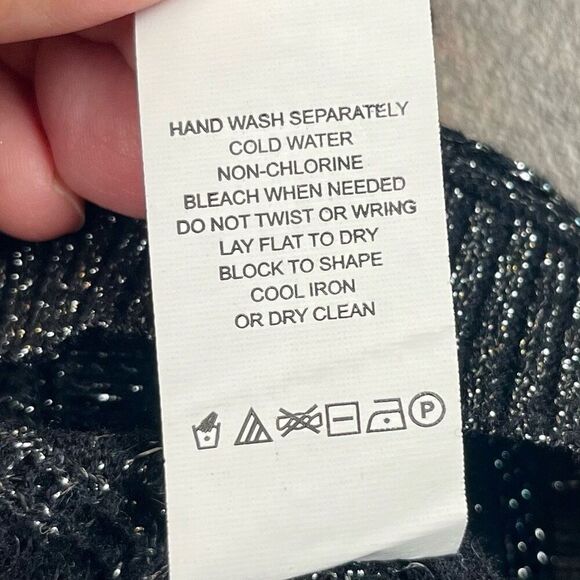 HAND WASH SEPARATELY
COLD WATER
NON-CHLORINE
BLEACH WHEN NEEDED
DO NOT TWIST OR WRING
LAY FLAT TO DRY
BLOCK TO SHAPE
COOL IRON
OR DRY CLEAN
P